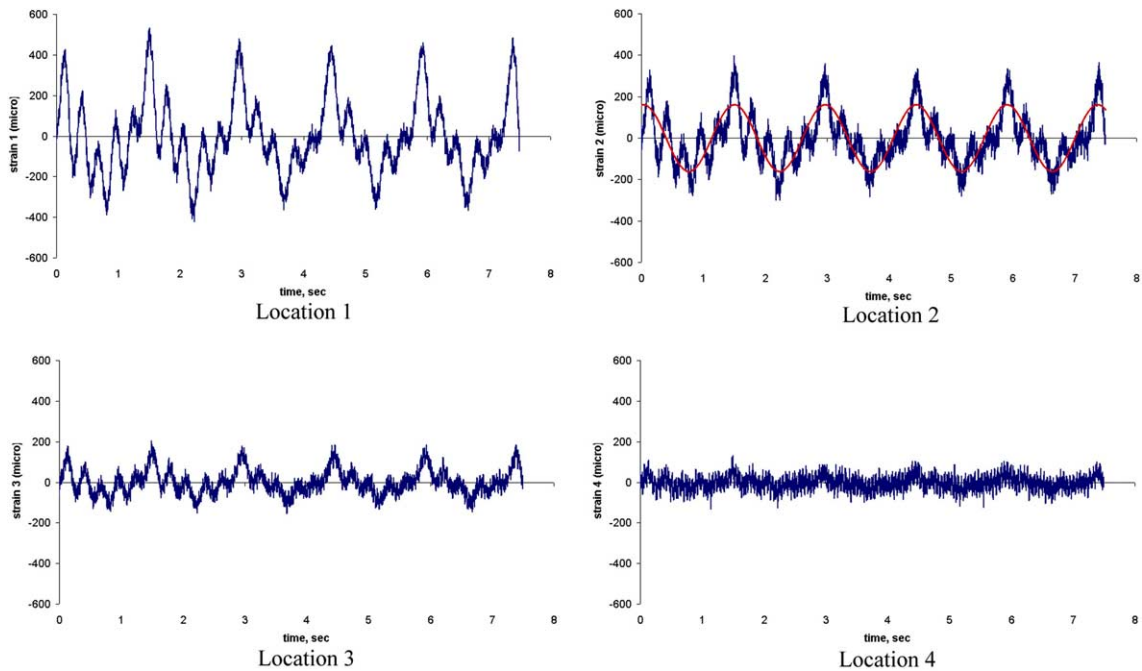 600
400
200
0
-200
-400
-600
strain 1 (micro)
0 1 2 3 4 5 6 7 8
time, sec
Location 1
600
400
200
0
-200
-400
-600
strain 2 (micro)
0 1 2 3 4 5 6 7 8
time, sec
Location 2
600
400
200
0
-200
-400
-600
strain 3 (micro)
0 1 2 3 4 5 6 7 8
time, sec
Location 3
600
400
200
0
-200
-400
-600
strain 4 (micro)
0 1 2 3 4 5 6 7 8
time, sec
Location 4